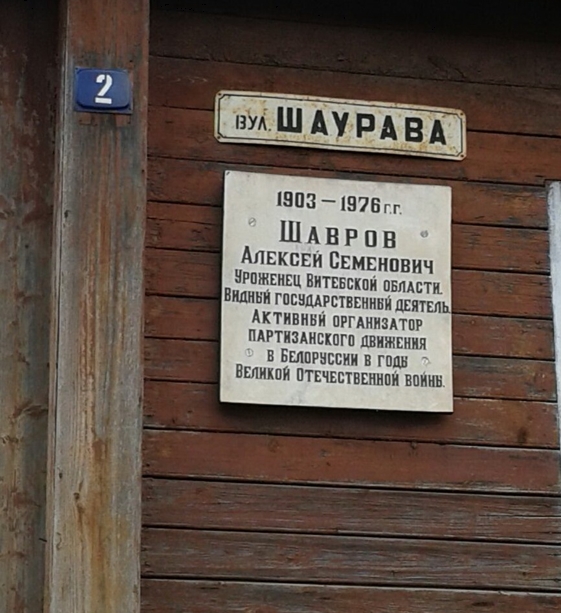 2
ВУЛ. ШАУРАВА
1903 — 1976 г.г.
ШАВРОВ
АЛЕКСЕЙ СЕМЕНОВИЧ
УРОЖЕНЕЦ ВИТЕБСКОЙ ОБЛАСТИ.
ВИДНЫЙ ГОСУДАРСТВЕННЫЙ ДЕЯТЕЛЬ.
АКТИВНЫЙ ОРГАНИЗАТОР
ПАРТИЗАНСКОГО ДВИЖЕНИЯ
В БЕЛОРУССИИ В ГОДЫ
ВЕЛИКОЙ ОТЕЧЕСТВЕННОЙ ВОЙНЫ.